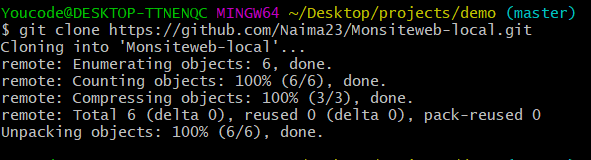 Youcode@DESKTOP-TTNENQC MINGW64 ~/Desktop/projects/demo (master)
$ git clone https://github.com/Naima23/Monsiteweb-local.git
Cloning into 'Monsiteweb-local'...
remote: Enumerating objects: 6, done.
remote: Counting objects: 100% (6/6), done.
remote: Compressing objects: 100% (3/3), done.
remote: Total 6 (delta 0), reused 0 (delta 0), pack-reused 0
Unpacking objects: 100% (6/6), done.